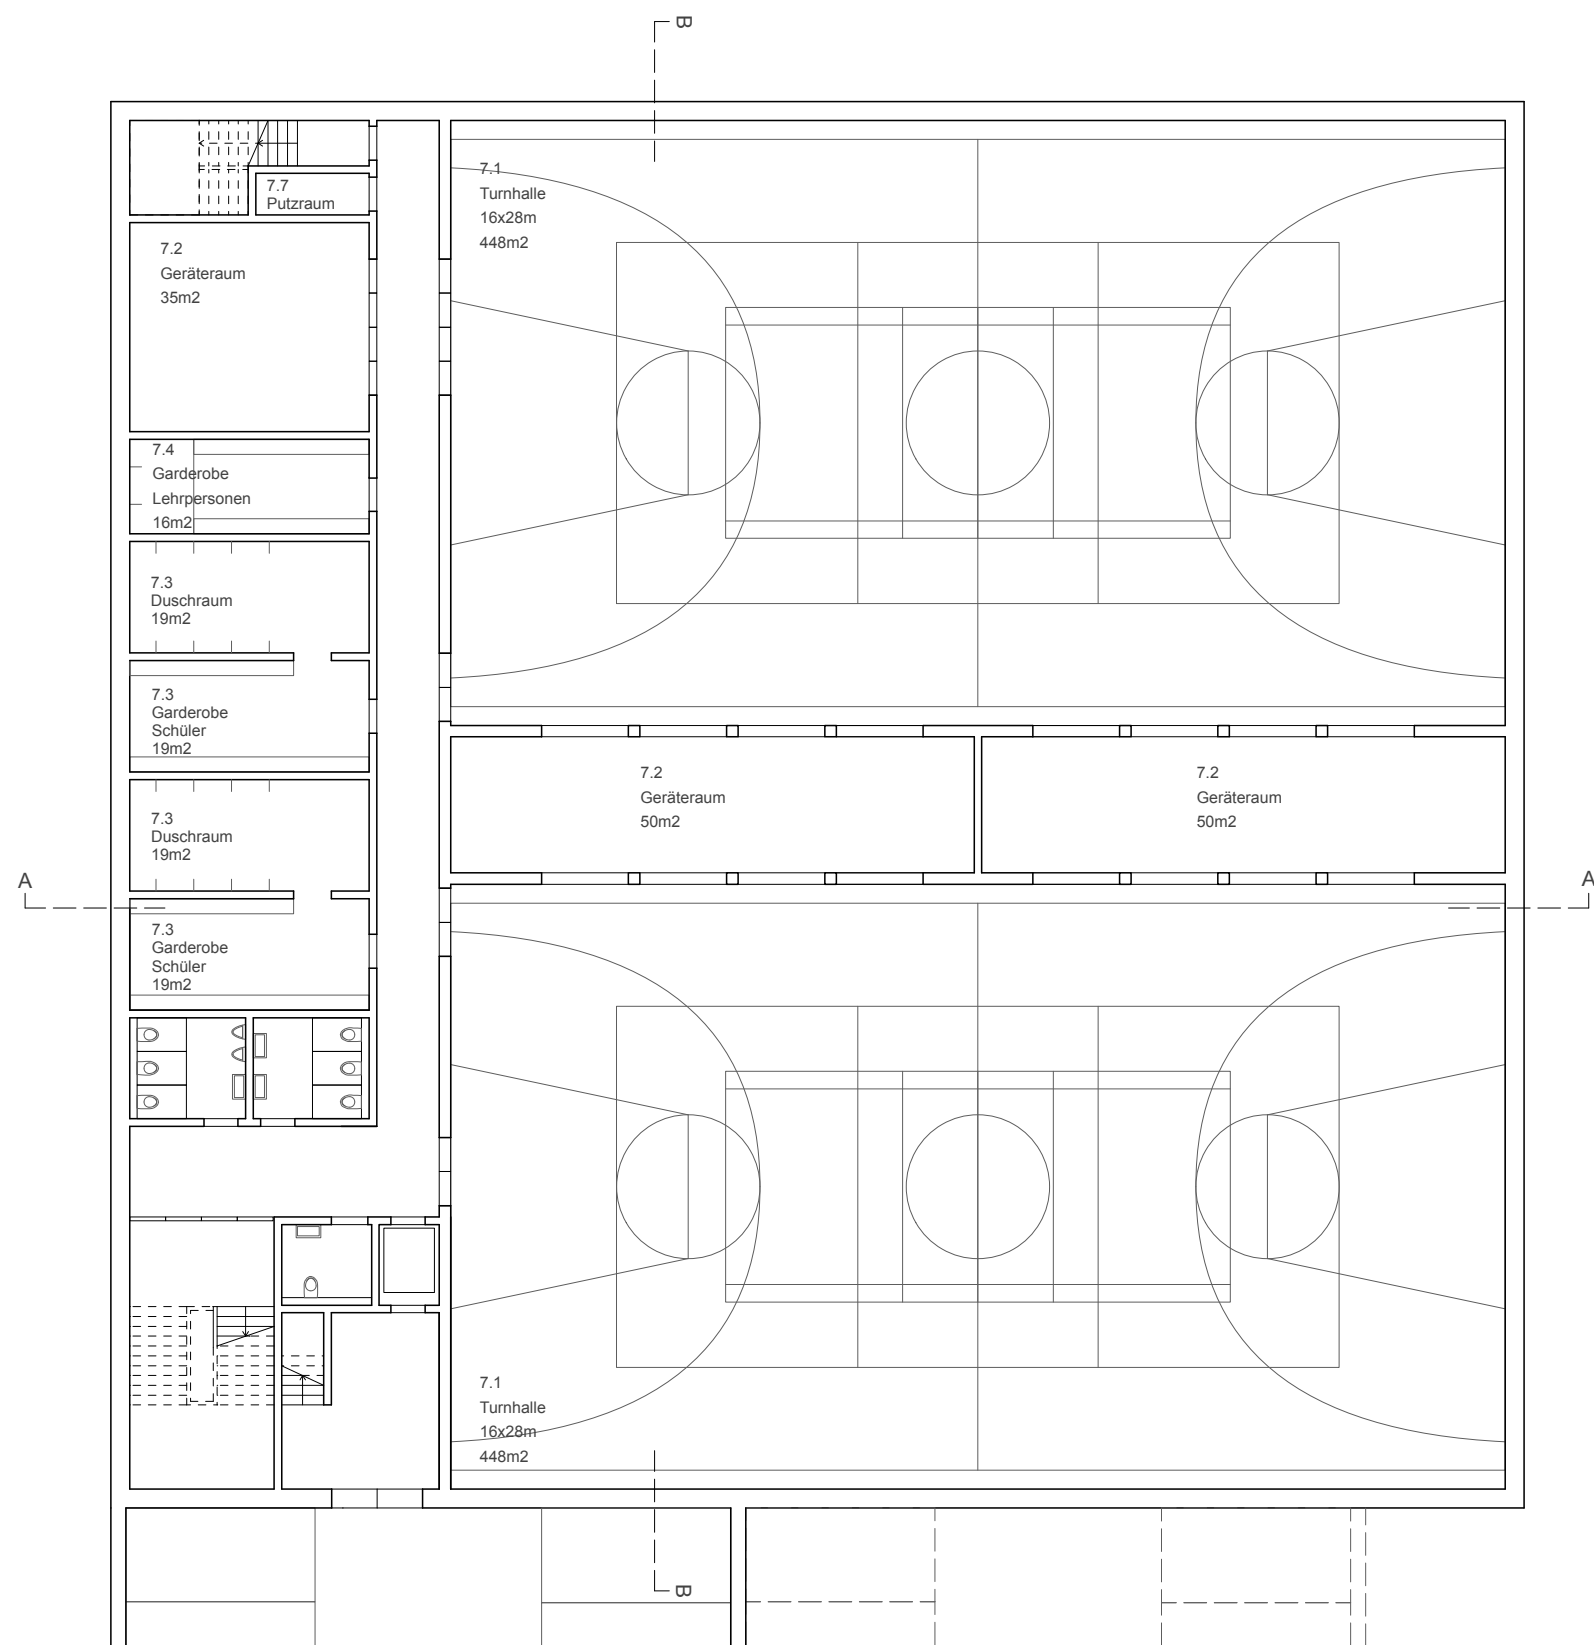 B
7.1
Turnhalle
16x28m
448m2
7.7
Putzraum
7.2
Geräteraum
35m2
7.4
Garderobe
Lehrpersonen
16m2
7.3
Duschraum
19m2
7.3
Garderobe
Schüler
19m2
7.2
Geräteraum
50m2
7.2
Geräteraum
50m2
7.3
Duschraum
19m2
A
A
7.3
Garderobe
Schüler
19m2
7.1
Turnhalle
16x28m
448m2
B